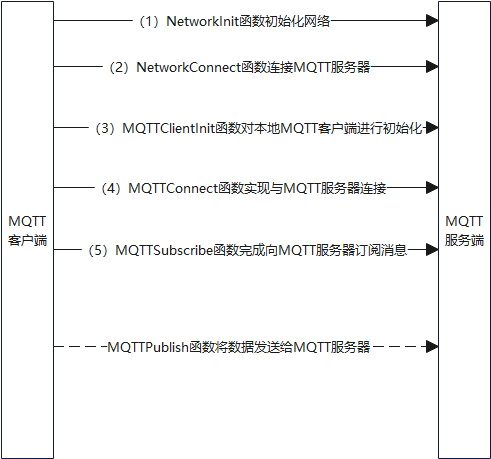 （1）NetworkInit函数初始化网络
（2）NetworkConnect函数连接MQTT服务器
（3）MQTTClientInit函数对本地MQTT客户端进行初始化
（4）MQTTConnect函数实现与MQTT服务器连接
MQTT
客户端
MQTT
服务端
（5）MQTTSubscribe函数完成向MQTT服务器订阅消息
MQTTPublish函数将数据发送给MQTT服务器